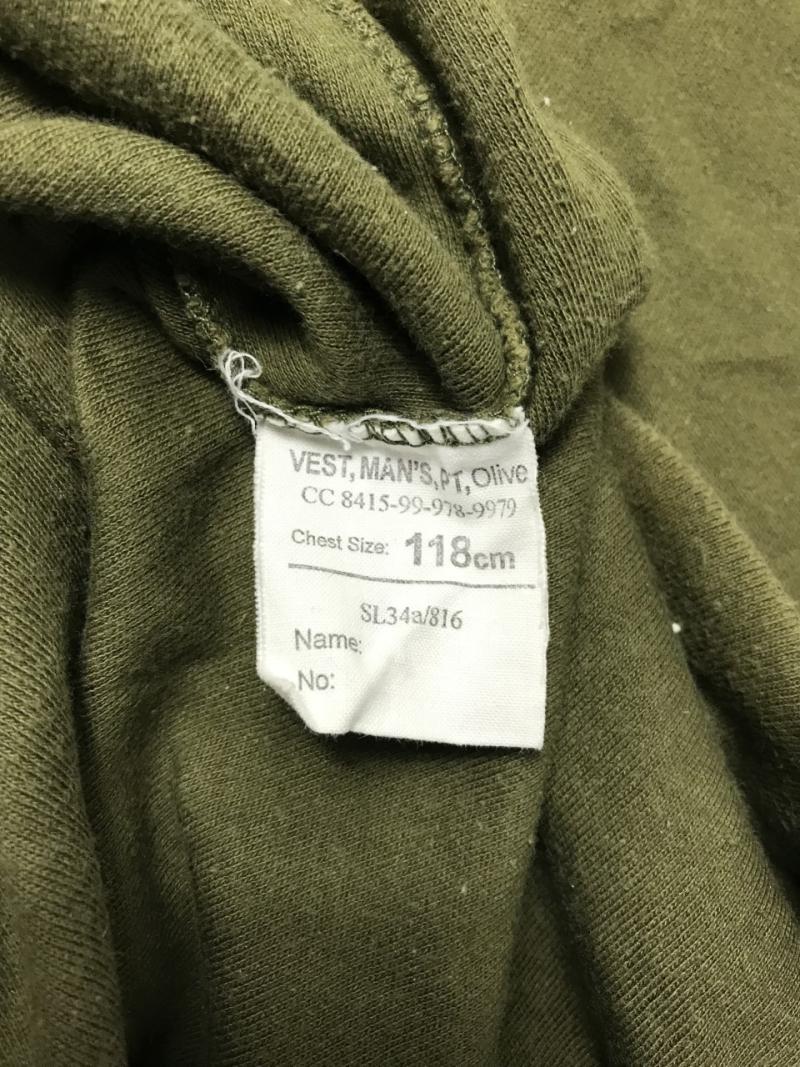 VEST, MAN'S, PT, Olive
CC 8415-99-978-9979
Chest Size: 118cm
SL34a/816
Name:
No: